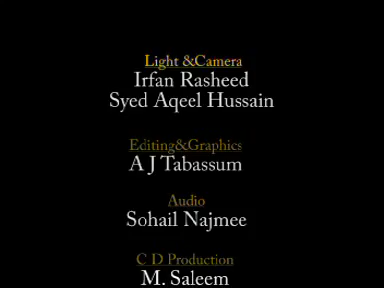 Light &Camera
Irfan Rasheed
Syed Aqeel Hussain
Editing&Graphics
A J Tabassum
Audio
Sohail Najmee
C D Production
M. Saleem